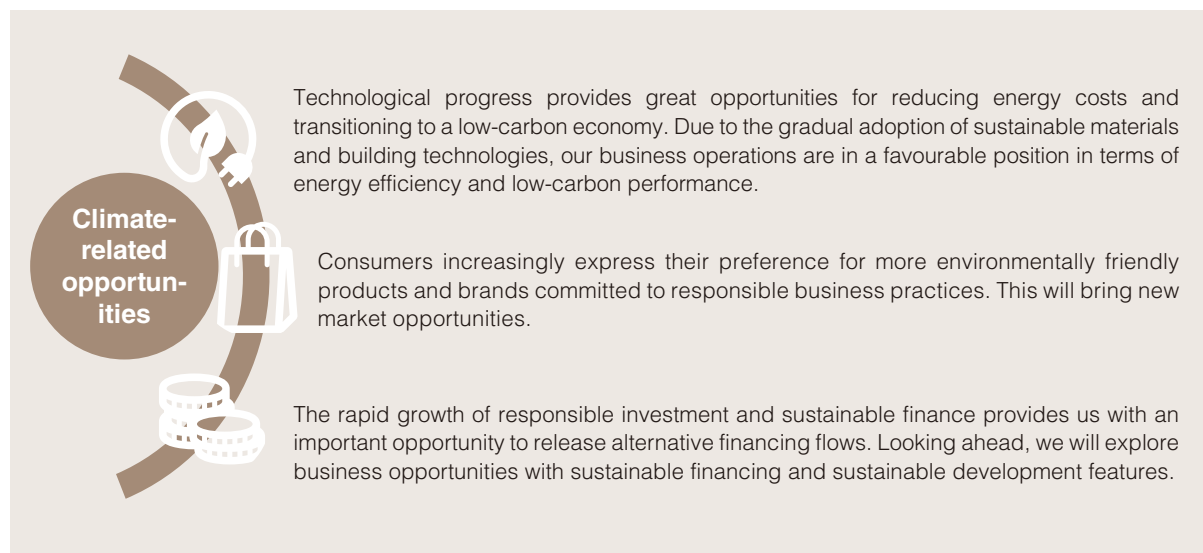 Climate-
related
opportun-
ities
Technological progress provides great opportunities for reducing energy costs and
transitioning to a low-carbon economy. Due to the gradual adoption of sustainable materials
and building technologies, our business operations are in a favourable position in terms of
energy efficiency and low-carbon performance.
Consumers increasingly express their preference for more environmentally friendly
products and brands committed to responsible business practices. This will bring new
market opportunities.
The rapid growth of responsible investment and sustainable finance provides us with an
important opportunity to release alternative financing flows. Looking ahead, we will explore
business opportunities with sustainable financing and sustainable development features.